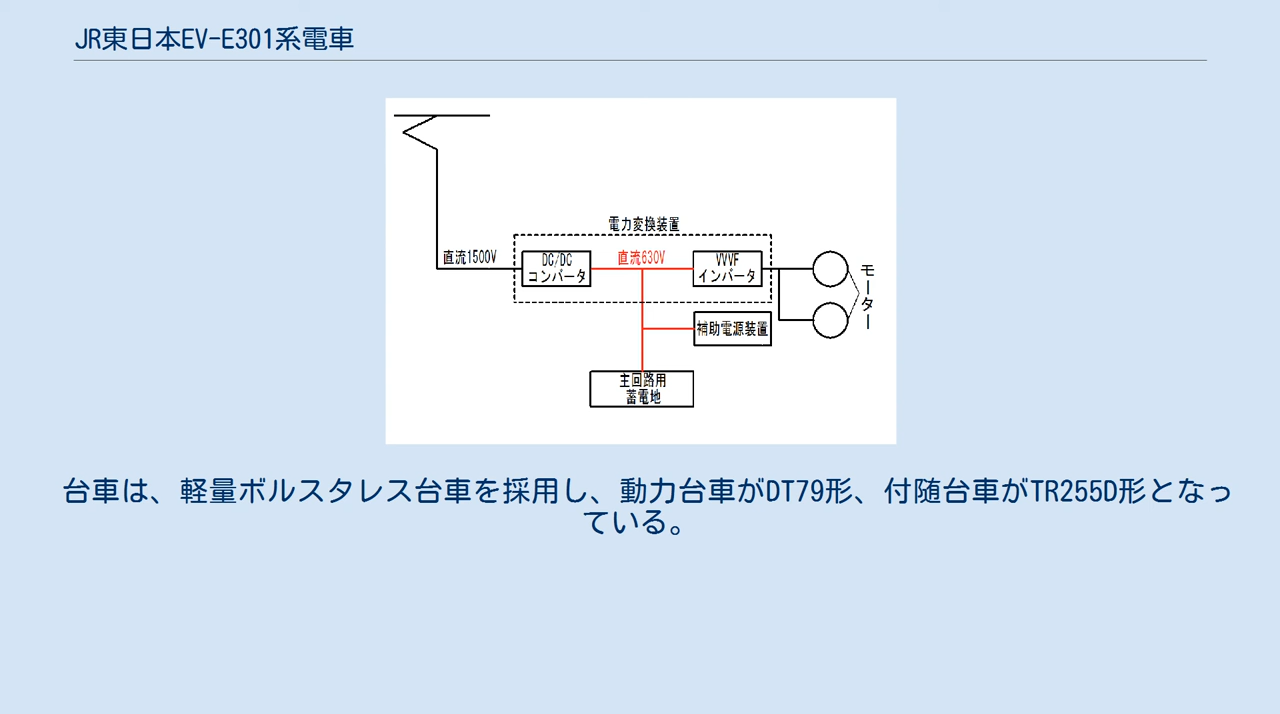 JR東日本EV-E301系電車
電力変換装置
直流1500V
DC/DC
コンバータ
直流630V
VVVF
インバータ
モーター
補助電源装置
主回路用
蓄電地
台車は、軽量ボルスタレス台車を採用し、動力台車がDT79形、付随台車がTR255D形となっ
ている。